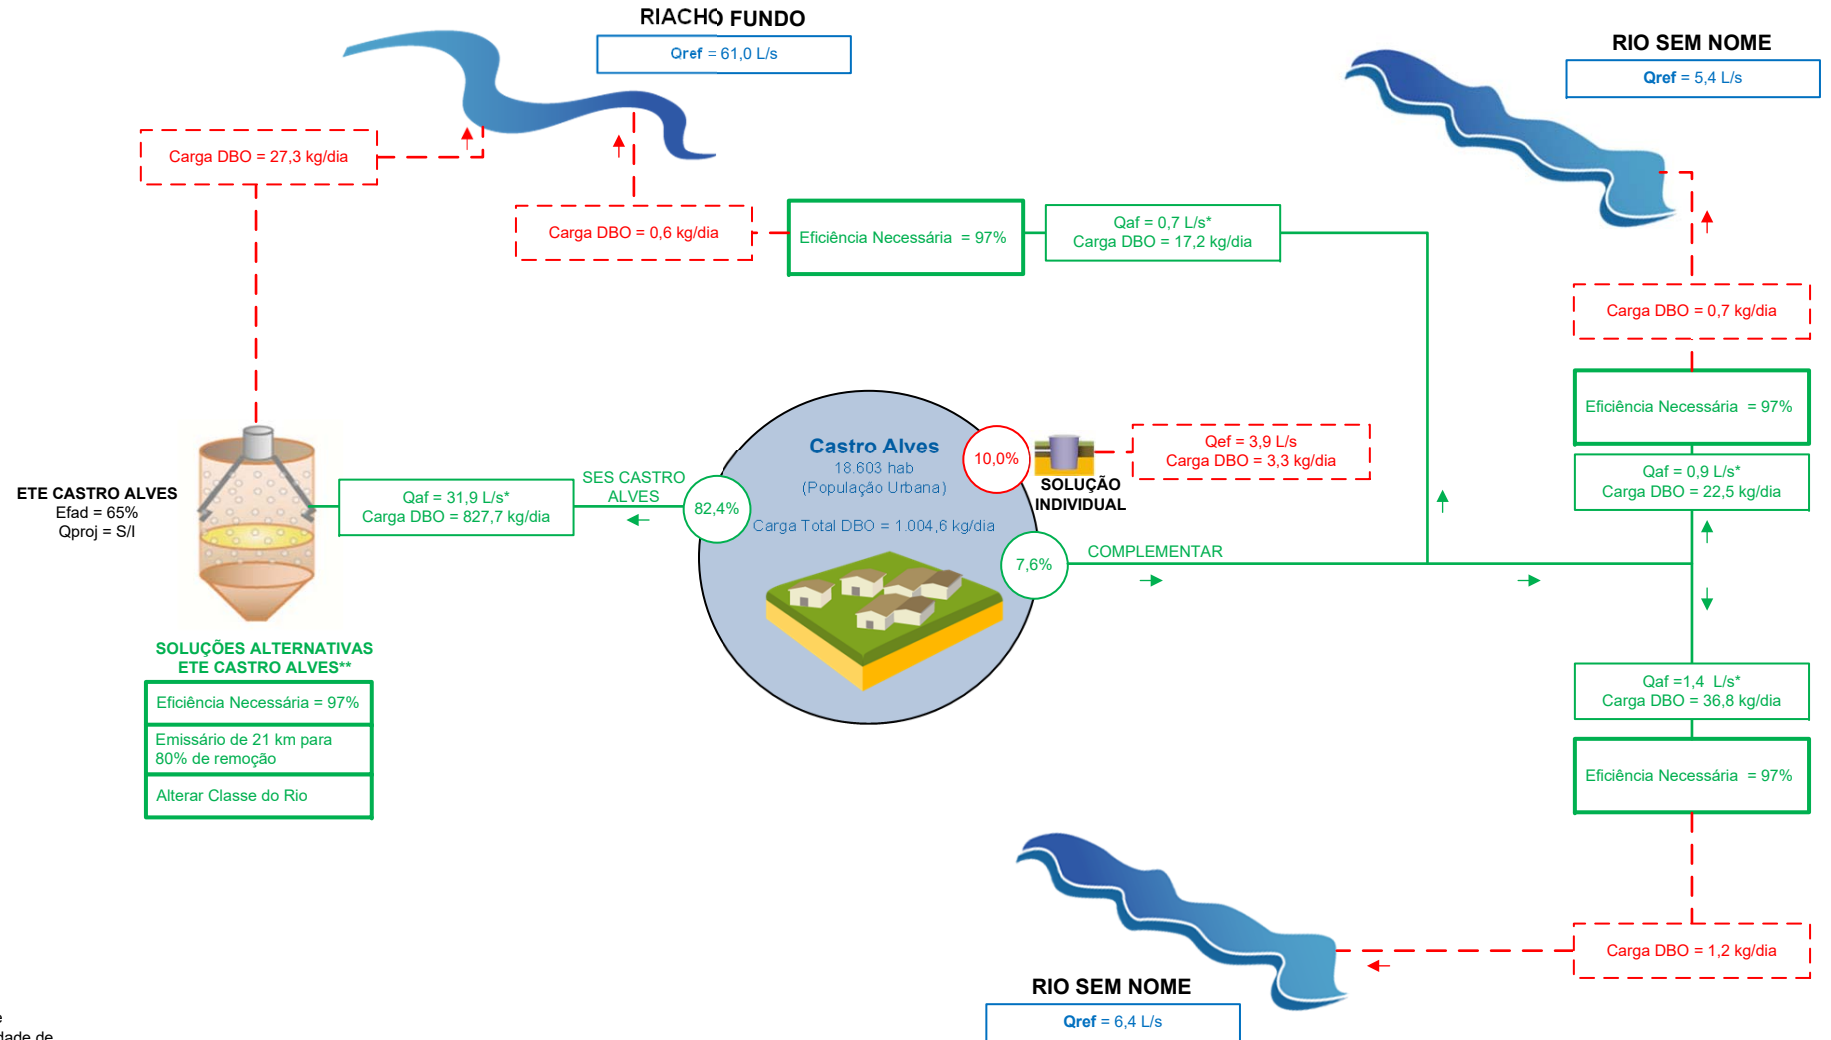 RIACHO FUNDO
Qref = 61,0 L/s
RIO SEM NOME
Qref = 5,4 L/s
Carga DBO = 27,3 kg/dia
Carga DBO = 0,6 kg/dia
Eficiência Necessária = 97%
Qaf = 0,7 L/s*
Carga DBO = 17,2 kg/dia
Carga DBO = 0,7 kg/dia
Eficiência Necessária = 97%
Qaf = 0,9 L/s*
Carga DBO = 22,5 kg/dia
ETE CASTRO ALVES
Efad = 65%
Qproj = S/I
Qaf = 31,9 L/s*
Carga DBO = 827,7 kg/dia
SES CASTRO
ALVES
82,4%
Castro Alves
18.603 hab
(População Urbana)
Carga Total DBO = 1.004,6 kg/dia
10,0%
SOLUÇÃO
INDIVIDUAL
Qef = 3,9 L/s
Carga DBO = 3,3 kg/dia
7,6%
COMPLEMENTAR
SOLUÇÕES ALTERNATIVAS
ETE CASTRO ALVES**
Eficiência Necessária = 97%
Emissário de 21 km para
80% de remoção
Alterar Classe do Rio
Qaf =1,4 L/s*
Carga DBO = 36,8 kg/dia
Eficiência Necessária = 97%
Carga DBO = 1,2 kg/dia
RIO SEM NOME
Qref = 6,4 L/s
e
dade de